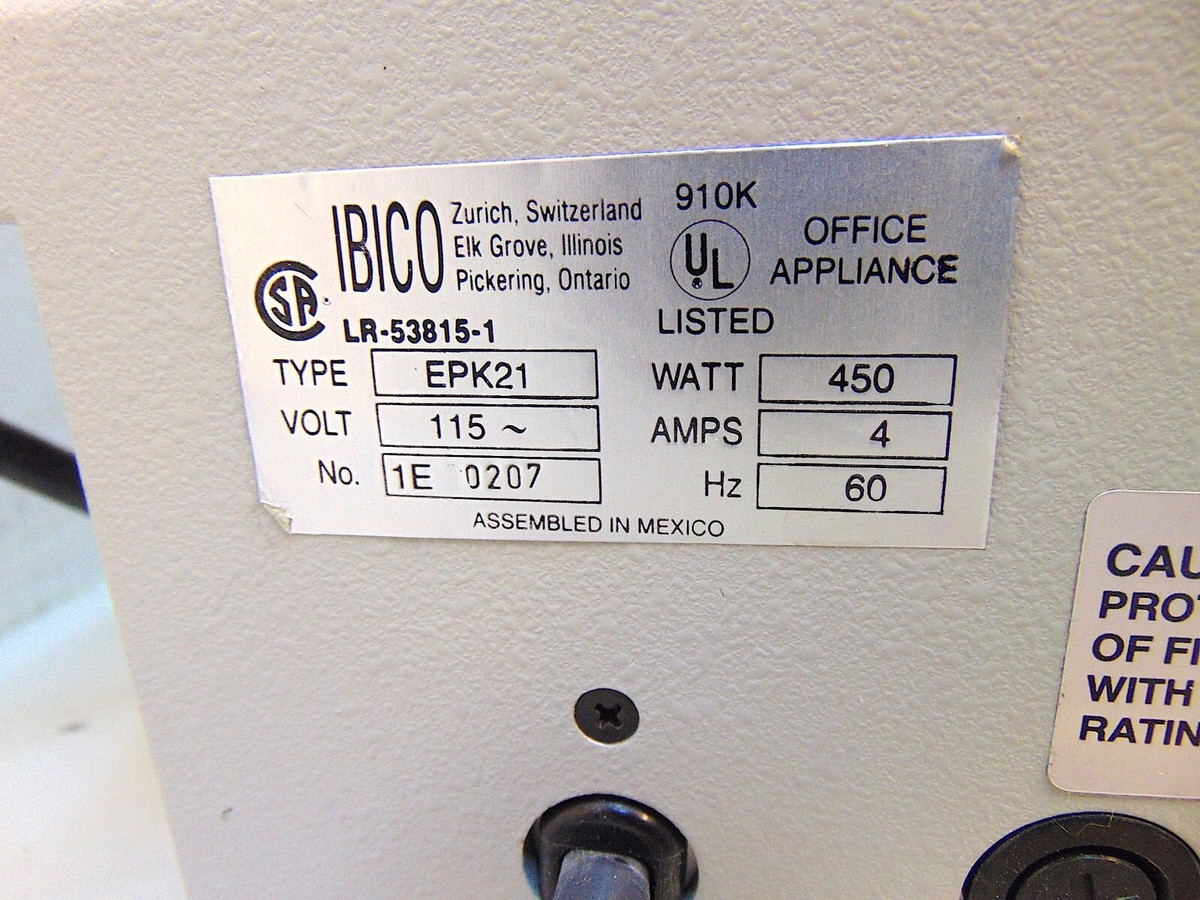 IBICO
Zurich, Switzerland
Elk Grove, Illinois
Pickering, Ontario
SA
LR-53815-1
910K
UL
LISTED
OFFICE
APPLIANCE
TYPE EPK21
VOLT 115 ~
No. 1E 0207
WATT 450
AMPS 4
Hz 60
ASSEMBLED IN MEXICO
CAU
PROT
OF FI
WITH
RATIN